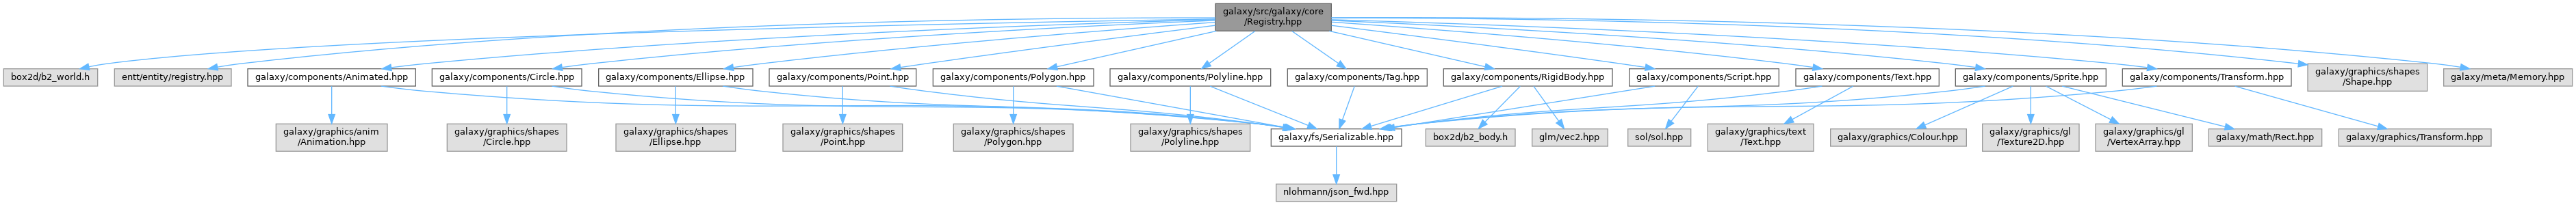 galaxy/src/galaxy/core
/Registry.hpp
box2d/b2_world.h
entt/entity/registry.hpp
galaxy/components/Animated.hpp
galaxy/components/Circle.hpp
galaxy/components/Ellipse.hpp
galaxy/components/Point.hpp
galaxy/components/Polygon.hpp
galaxy/components/Polyline.hpp
galaxy/components/Tag.hpp
galaxy/components/RigidBody.hpp
galaxy/components/Script.hpp
galaxy/components/Text.hpp
galaxy/components/Sprite.hpp
galaxy/components/Transform.hpp
galaxy/graphics/shapes
/Shape.hpp
galaxy/meta/Memory.hpp
galaxy/graphics/anim
/Animation.hpp
galaxy/graphics/shapes
/Circle.hpp
galaxy/graphics/shapes
/Ellipse.hpp
galaxy/graphics/shapes
/Point.hpp
galaxy/graphics/shapes
/Polygon.hpp
galaxy/graphics/shapes
/Polyline.hpp
galaxy/fs/Serializable.hpp
box2d/b2_body.h
glm/vec2.hpp
sol/sol.hpp
galaxy/graphics/text
/Text.hpp
galaxy/graphics/Colour.hpp
galaxy/graphics/gl
/Texture2D.hpp
galaxy/graphics/gl
/VertexArray.hpp
galaxy/math/Rect.hpp
galaxy/graphics/Transform.hpp
nlohmann/json_fwd.hpp